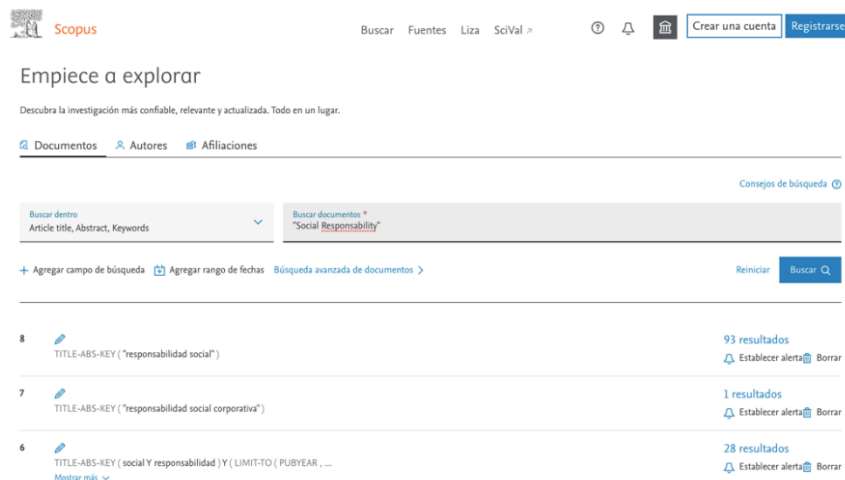 Scopus
Buscar Fuentes Liza SciVal ↗
Crear una cuenta Registrarse
Empiece a explorar
Descubra la investigación más confiable, relevante y actualizada. Todo en un lugar.
Documentos Autores Afiliaciones
Consejos de búsqueda
Buscar dentro
Article title, Abstract, Keywords
Buscar documentos *
"Social Responsability"
+ Agregar campo de búsqueda Agregar rango de fechas Búsqueda avanzada de documentos >
Reiniciar Buscar
8
TITLE-ABS-KEY ( "responsabilidad social" )
93 resultados
Establecer alerta Borrar
7
TITLE-ABS-KEY ( "responsabilidad social corporativa" )
1 resultados
Establecer alerta Borrar
6
TITLE-ABS-KEY ( social Y responsabilidad ) Y ( LIMIT-TO ( PUBYEAR , ...
Mostrar más
28 resultados
Establecer alerta Borrar